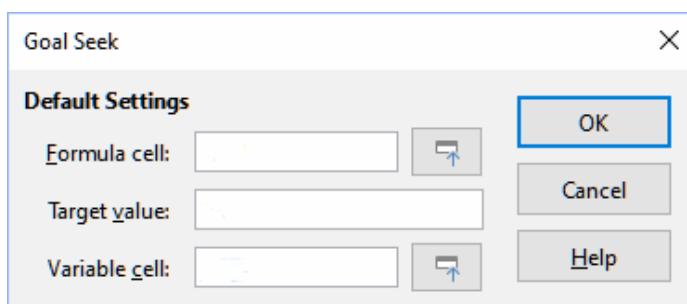 Goal Seek
Default Settings
Formula cell:
Target value:
Variable cell:
OK
Cancel
Help